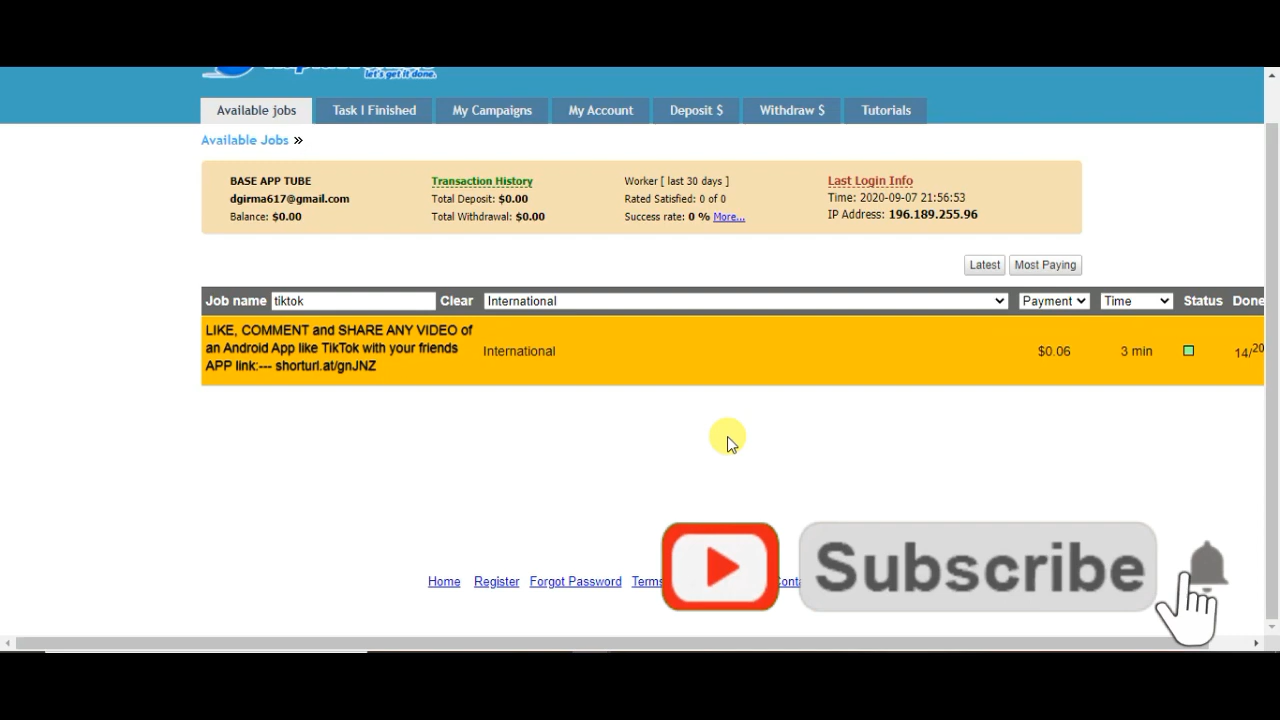 let's get it done.
Available jobs Task I Finished My Campaigns My Account Deposit $ Withdraw $ Tutorials
Available Jobs »
BASE APP TUBE Transaction History Worker [ last 30 days ] Last Login Info
dgirma617@gmail.com Total Deposit: $0.00 Rated Satisfied: 0 of 0 Time: 2020-09-07 21:56:53
Balance: $0.00 Total Withdrawal: $0.00 Success rate: 0 % More... IP Address: 196.189.255.96
Latest Most Paying
Job name tiktok Clear International Payment Time Status Done
LIKE, COMMENT and SHARE ANY VIDEO of
an Android App like TikTok with your friends International $0.06 3 min 14/20
APP link:--- shorturl.at/gnJNZ
Subscribe
Home Register Forgot Password Terms